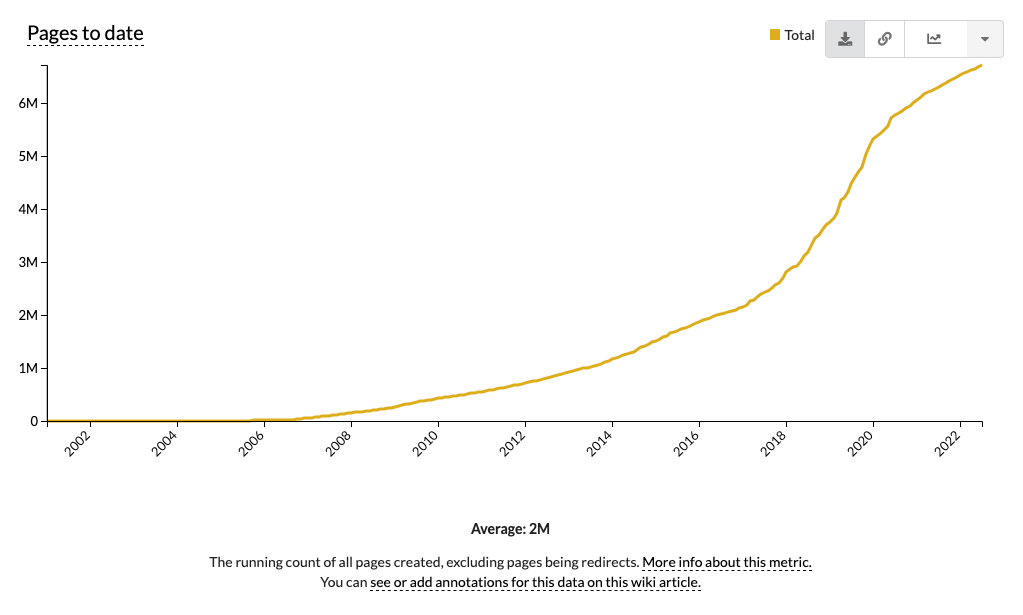 Pages to date
Total
6M
5M
4M
3M
2M
1M
0
2002 2004 2006 2008 2010 2012 2014 2016 2018 2020 2022
Average: 2M
The running count of all pages created, excluding pages being redirects. More info about this metric.
You can see or add annotations for this data on this wiki article.